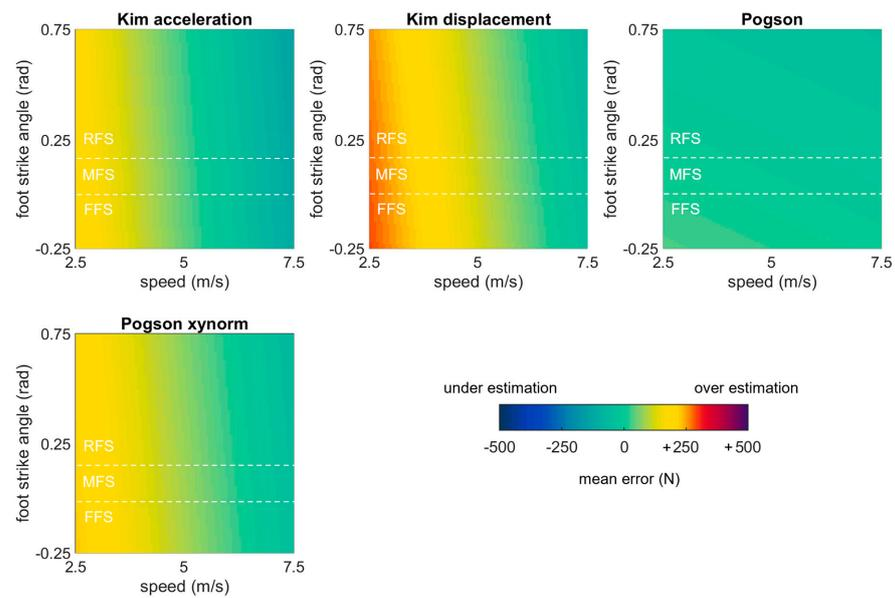 Kim acceleration
Kim displacement
Pogson
0.75
0.25
-0.25
foot strike angle (rad)
RFS
MFS
FFS
2.5
5
7.5
speed (m/s)
0.75
0.25
-0.25
foot strike angle (rad)
RFS
MFS
FFS
2.5
5
7.5
speed (m/s)
0.75
0.25
-0.25
foot strike angle (rad)
RFS
MFS
FFS
2.5
5
7.5
speed (m/s)
Pogson xynorm
0.75
0.25
-0.25
foot strike angle (rad)
RFS
MFS
FFS
2.5
5
7.5
speed (m/s)
under estimation
over estimation
-500
-250
0
+250
+500
mean error (N)